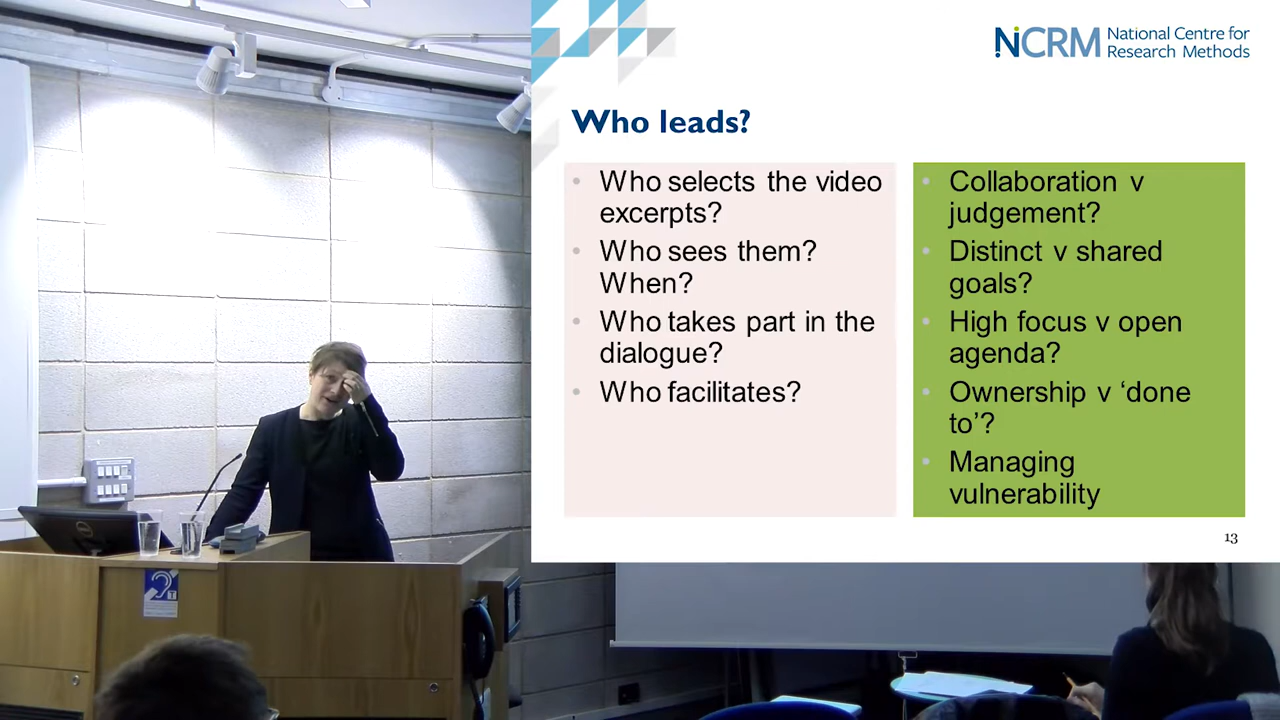 NCRM National Centre for
Research Methods
Who leads?
• Who selects the video
excerpts?
• Who sees them?
When?
• Who takes part in the
dialogue?
• Who facilitates?
• Collaboration v
judgement?
• Distinct v shared
goals?
• High focus v open
agenda?
• Ownership v ‘done
to’?
• Managing
vulnerability
13
T